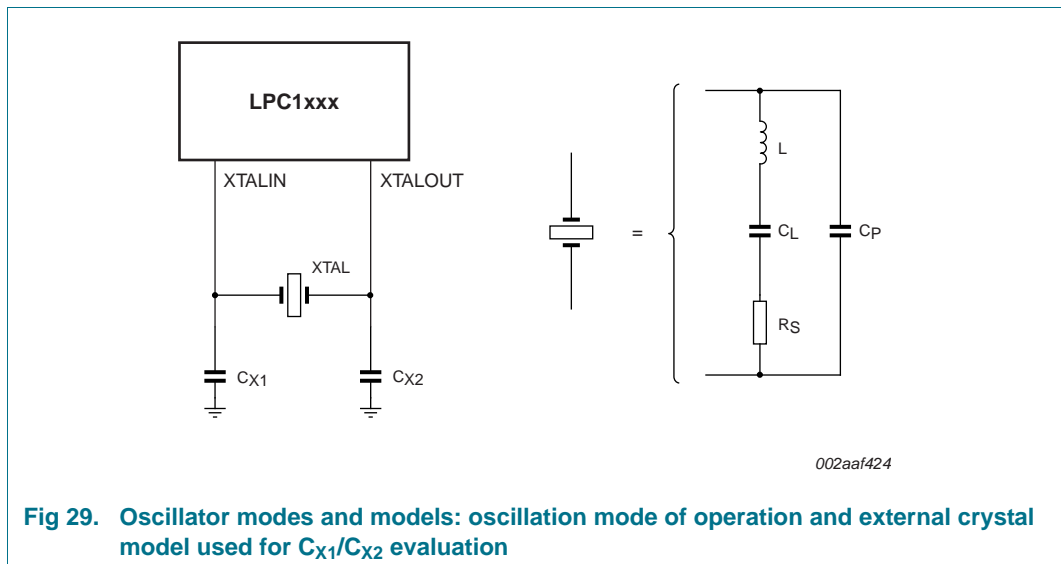 LPC1xxx
XTALIN
XTALOUT
XTAL
CX1
CX2
=
L
CL
CP
RS
002aaf424
Fig 29. Oscillator modes and models: oscillation mode of operation and external crystal
model used for CX1/CX2 evaluation